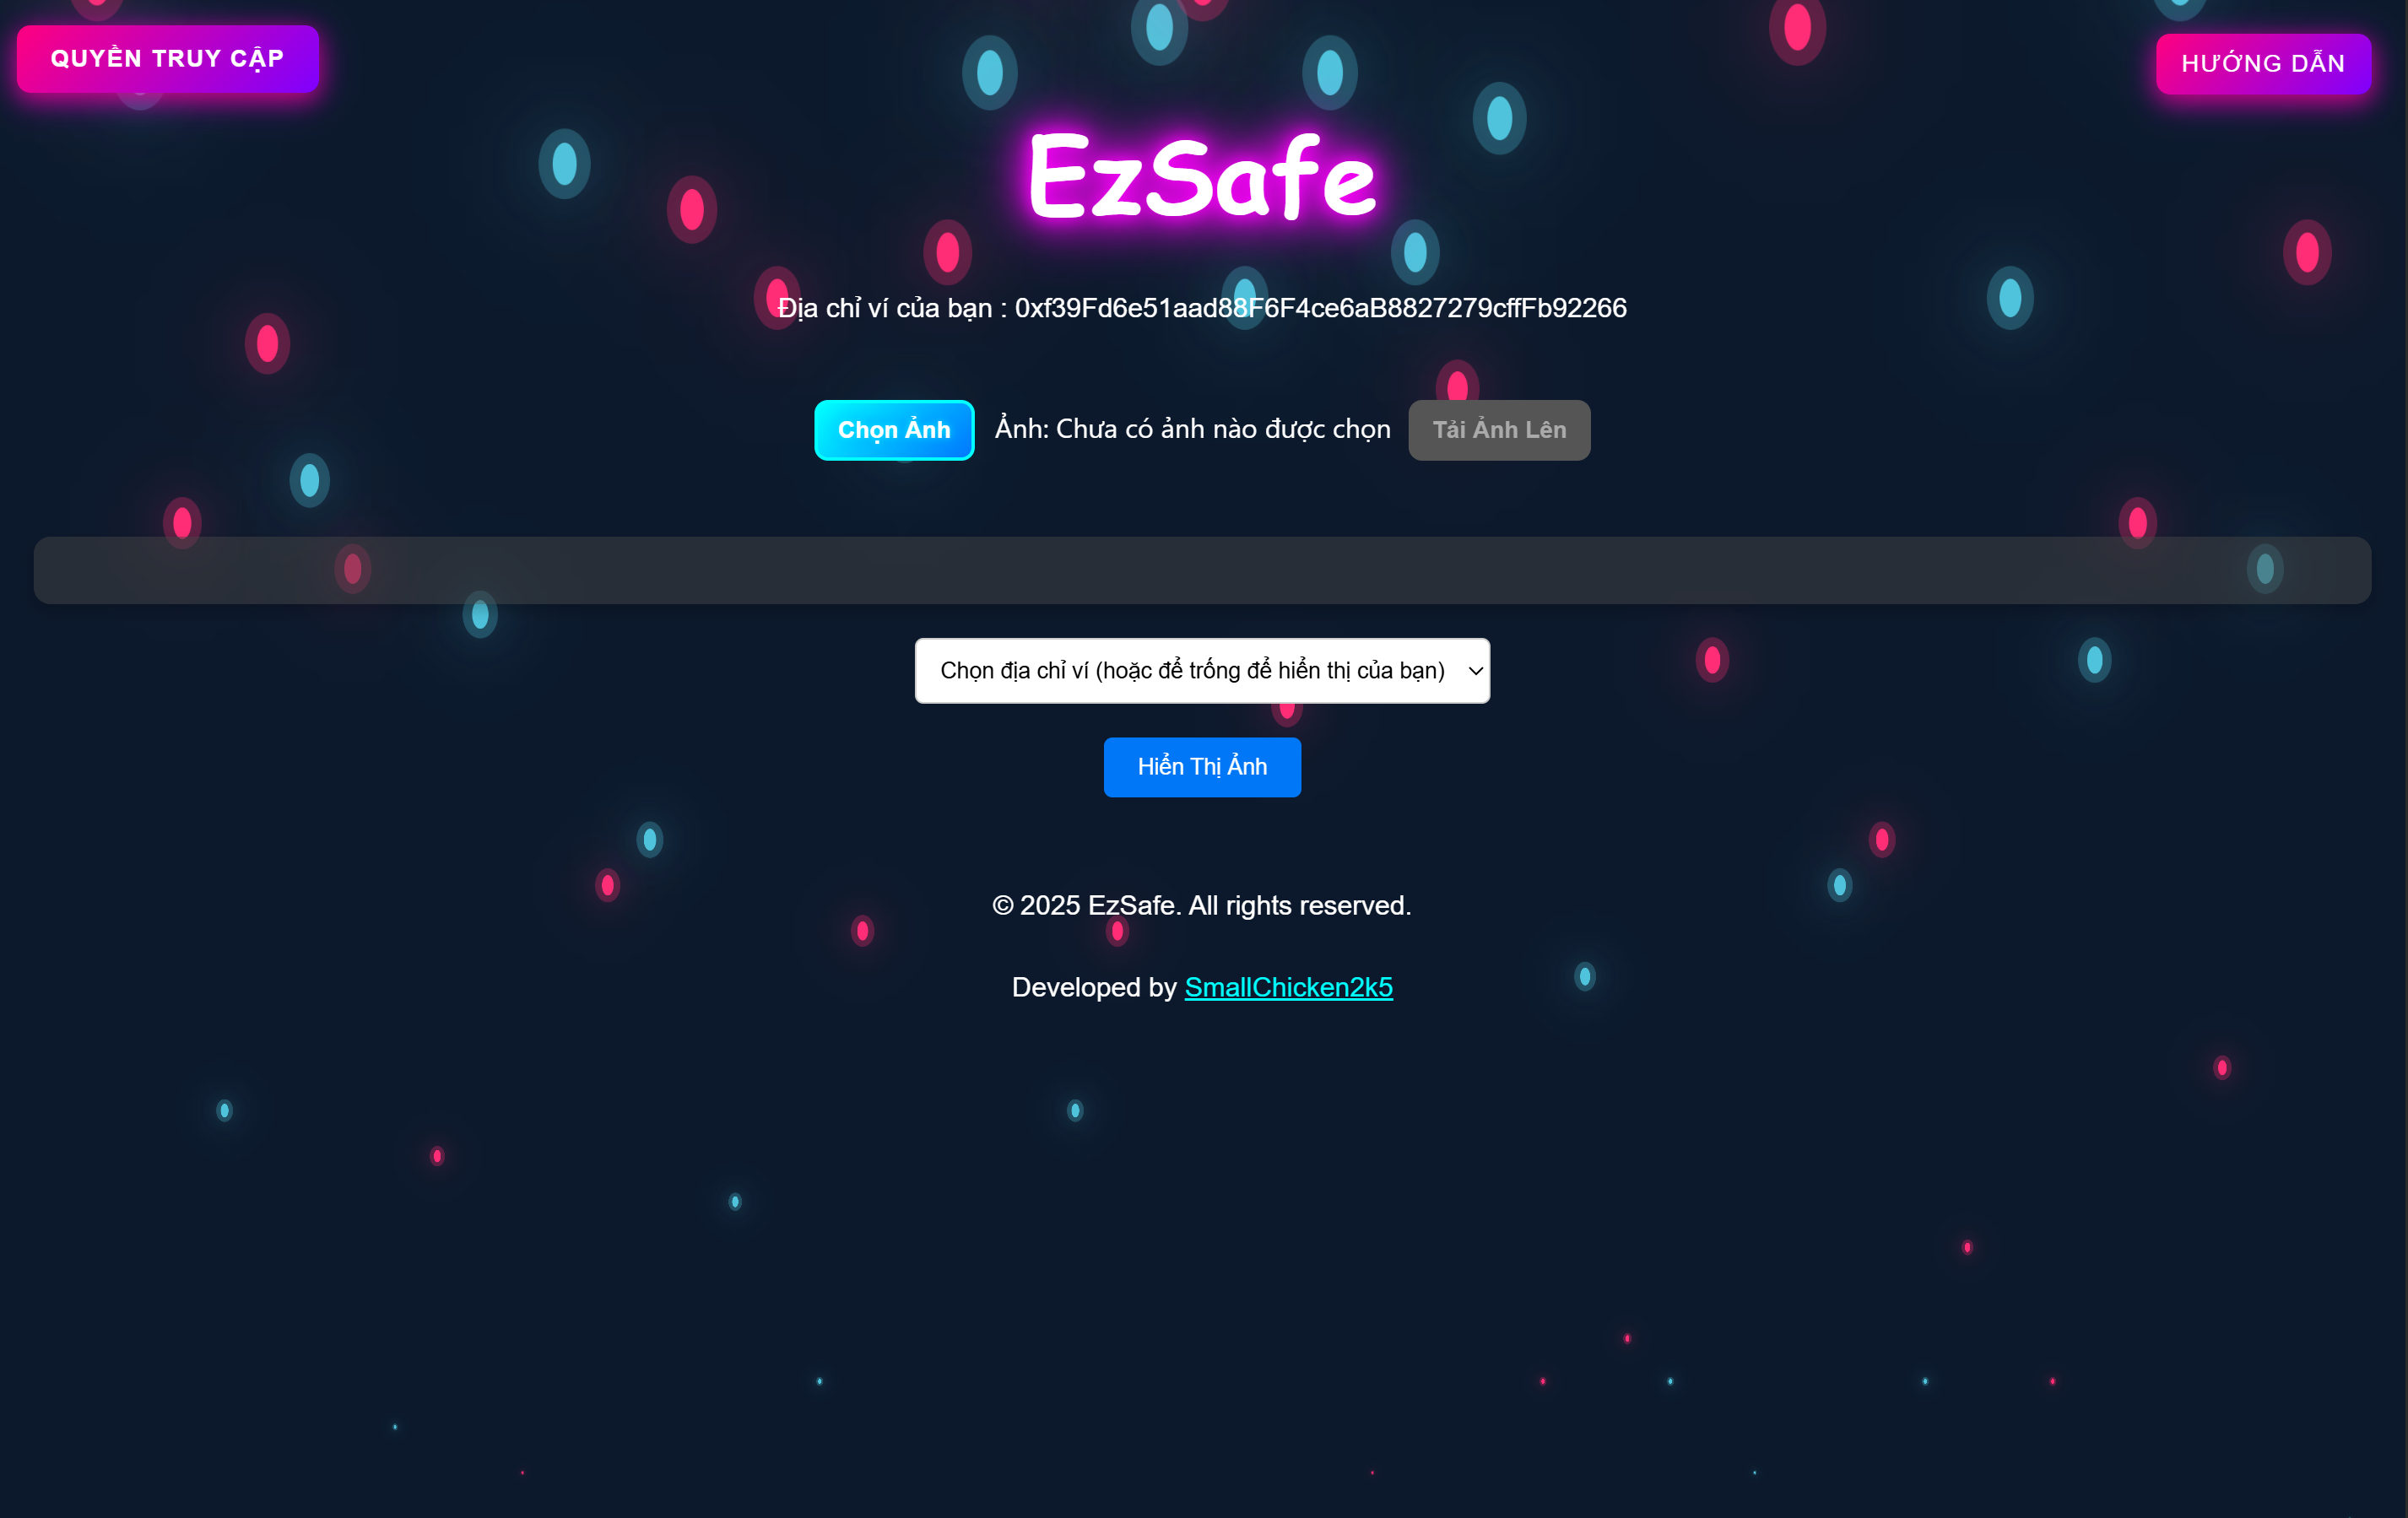 QUYỀN TRUY CẬP
HƯỚNG DẪN
EzSafe
Địa chỉ ví của bạn : 0xf39Fd6e51aad88F6F4ce6aB8827279cffFb92266
Chọn Ảnh
Ảnh: Chưa có ảnh nào được chọn
Tải Ảnh Lên
Chọn địa chỉ ví (hoặc để trống để hiển thị của bạn)
Hiển Thị Ảnh
© 2025 EzSafe. All rights reserved.
Developed by SmallChicken2k5